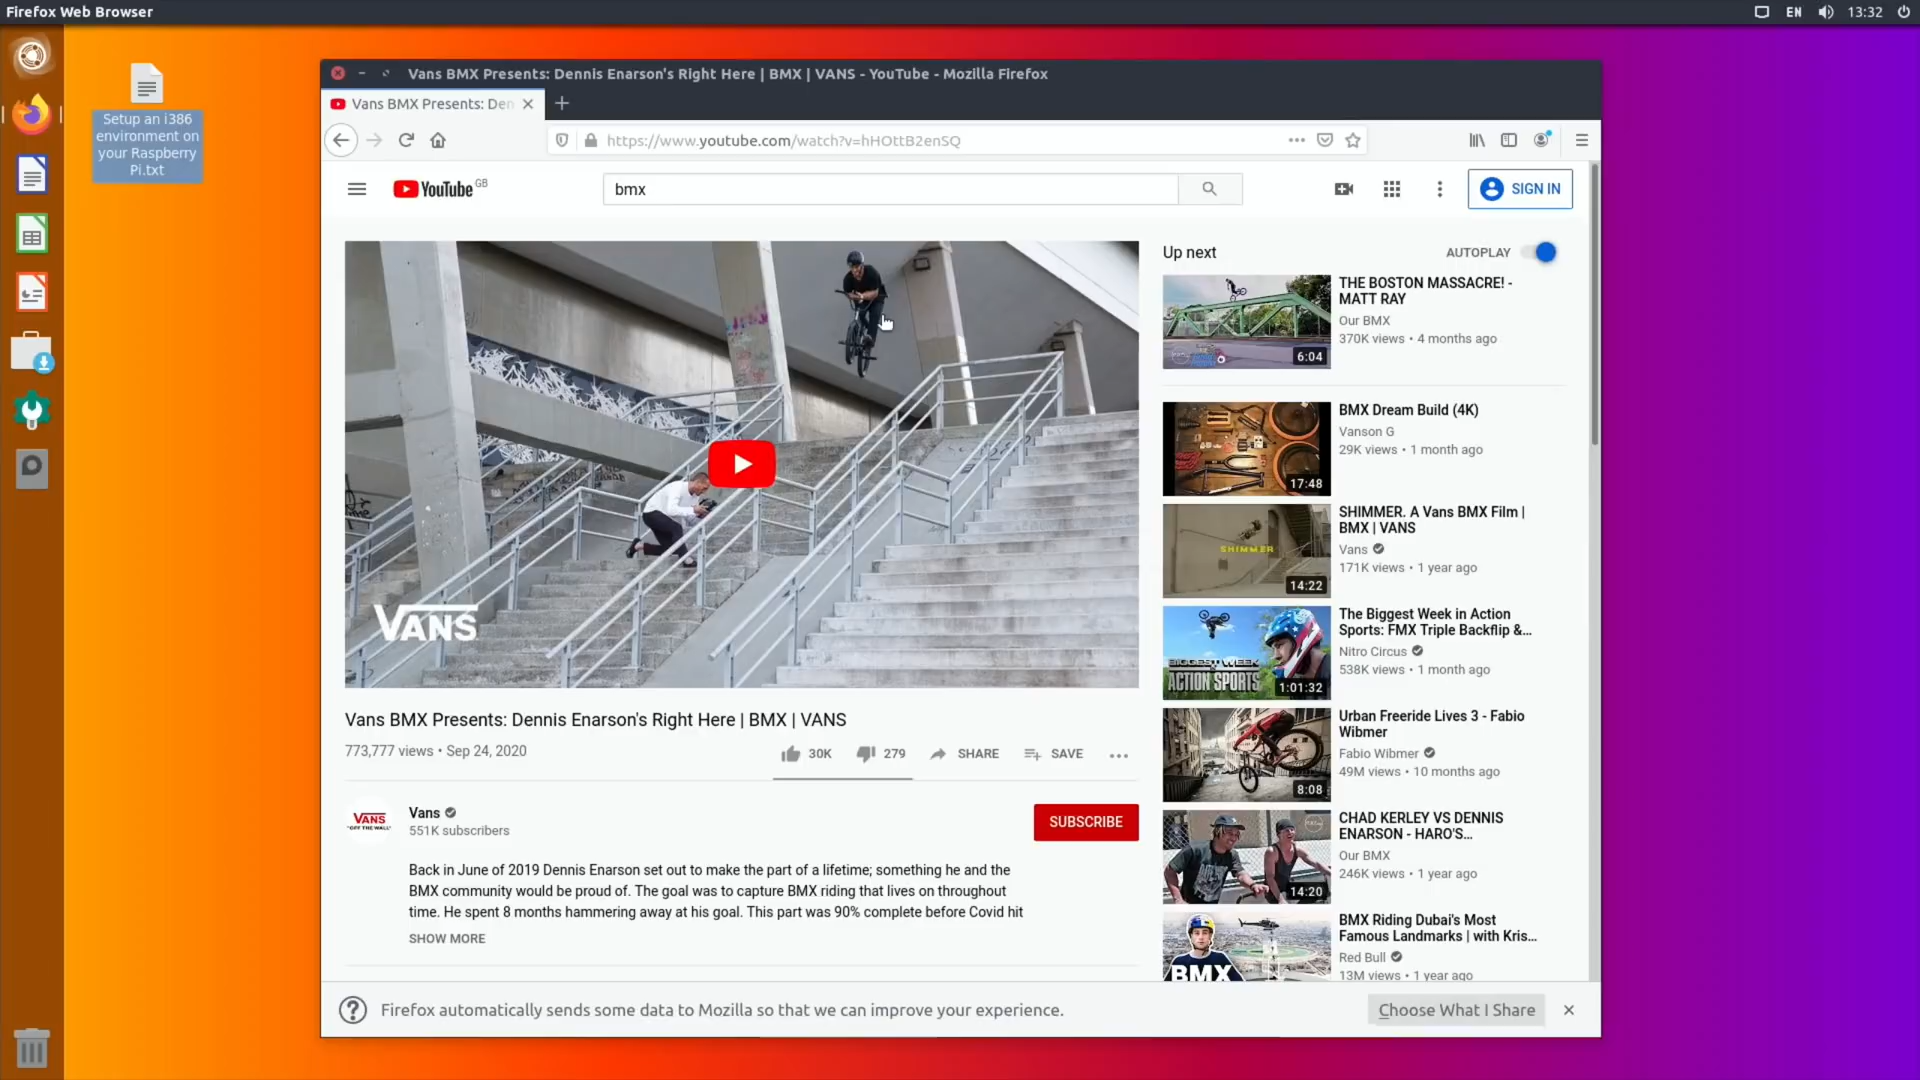 Firefox Web Browser
EN
13:32
Setup an i386
environment on
your Raspberry
Pi.txt
Vans BMX Presents: Dennis Enarson's Right Here | BMX | VANS - YouTube - Mozilla Firefox
Vans BMX Presents: Den
https://www.youtube.com/watch?v=hHOttB2enSQ
YouTube GB
bmx
SIGN IN
VANS
Vans BMX Presents: Dennis Enarson's Right Here | BMX | VANS
773,777 views • Sep 24, 2020
30K
279
SHARE
SAVE
VANS
"OFF THE WALL"
Vans
551K subscribers
SUBSCRIBE
Back in June of 2019 Dennis Enarson set out to make the part of a lifetime; something he and the
BMX community would be proud of. The goal was to capture BMX riding that lives on throughout
time. He spent 8 months hammering away at his goal. This part was 90% complete before Covid hit
SHOW MORE
Up next
AUTOPLAY
6:04
THE BOSTON MASSACRE! -
MATT RAY
Our BMX
370K views • 4 months ago
17:48
BMX Dream Build (4K)
Vanson G
29K views • 1 month ago
SHIMMER
14:22
SHIMMER. A Vans BMX Film |
BMX | VANS
Vans
171K views • 1 year ago
BIGGEST WEEK
ACTION SPORTS
1:01:32
The Biggest Week in Action
Sports: FMX Triple Backflip &...
Nitro Circus
538K views • 1 month ago
8:08
Urban Freeride Lives 3 - Fabio
Wibmer
Fabio Wibmer
49M views • 10 months ago
14:20
CHAD KERLEY VS DENNIS
ENARSON - HARO'S...
Our BMX
246K views • 1 year ago
BMX
BMX Riding Dubai's Most
Famous Landmarks | with Kris...
Red Bull
13M views • 1 year ago
Firefox automatically sends some data to Mozilla so that we can improve your experience.
Choose What I Share